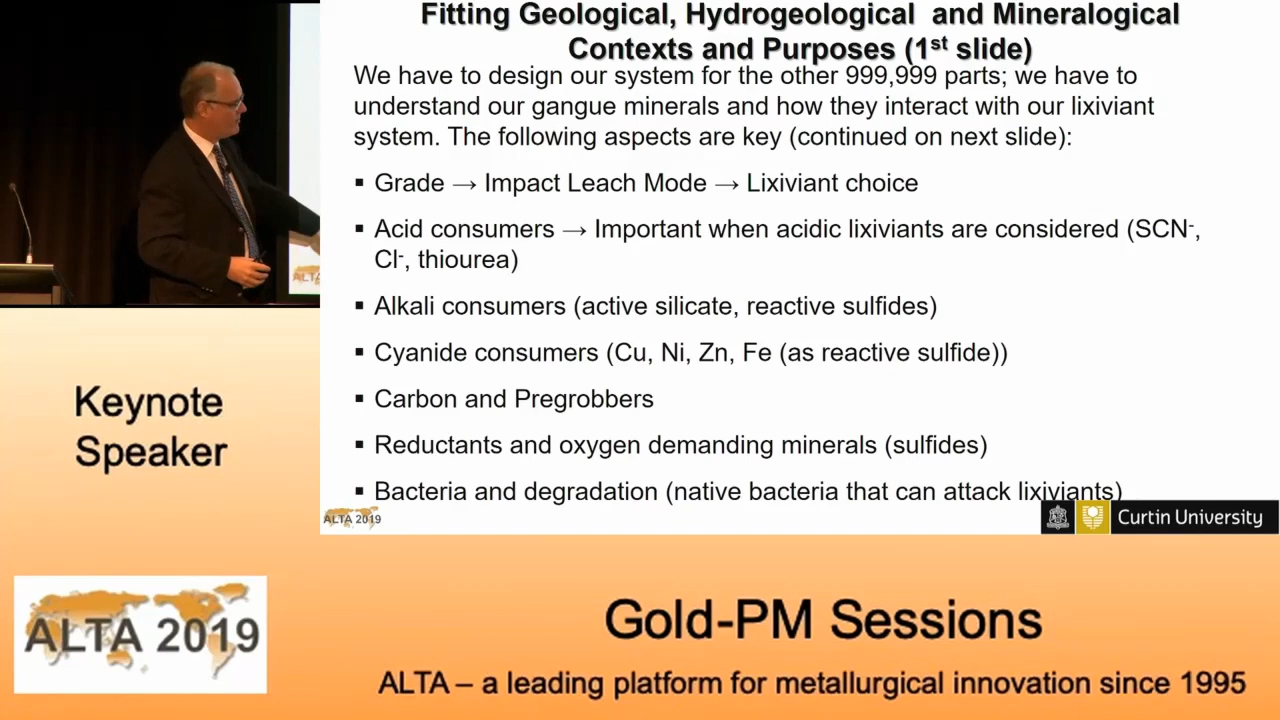 Fitting Geological, Hydrogeological and Mineralogical
Contexts and Purposes (1st slide)
We have to design our system for the other 999,999 parts; we have to
understand our gangue minerals and how they interact with our lixiviant
system. The following aspects are key (continued on next slide):
▪ Grade → Impact Leach Mode → Lixiviant choice
▪ Acid consumers → Important when acidic lixiviants are considered (SCN-,
Cl-, thiourea)
▪ Alkali consumers (active silicate, reactive sulfides)
▪ Cyanide consumers (Cu, Ni, Zn, Fe (as reactive sulfide))
▪ Carbon and Pregrobbers
▪ Reductants and oxygen demanding minerals (sulfides)
▪ Bacteria and degradation (native bacteria that can attack lixiviants)
ALTA 2019
Curtin University
ALTA
Keynote
Speaker
ALTA 2019
Gold-PM Sessions
ALTA – a leading platform for metallurgical innovation since 1995